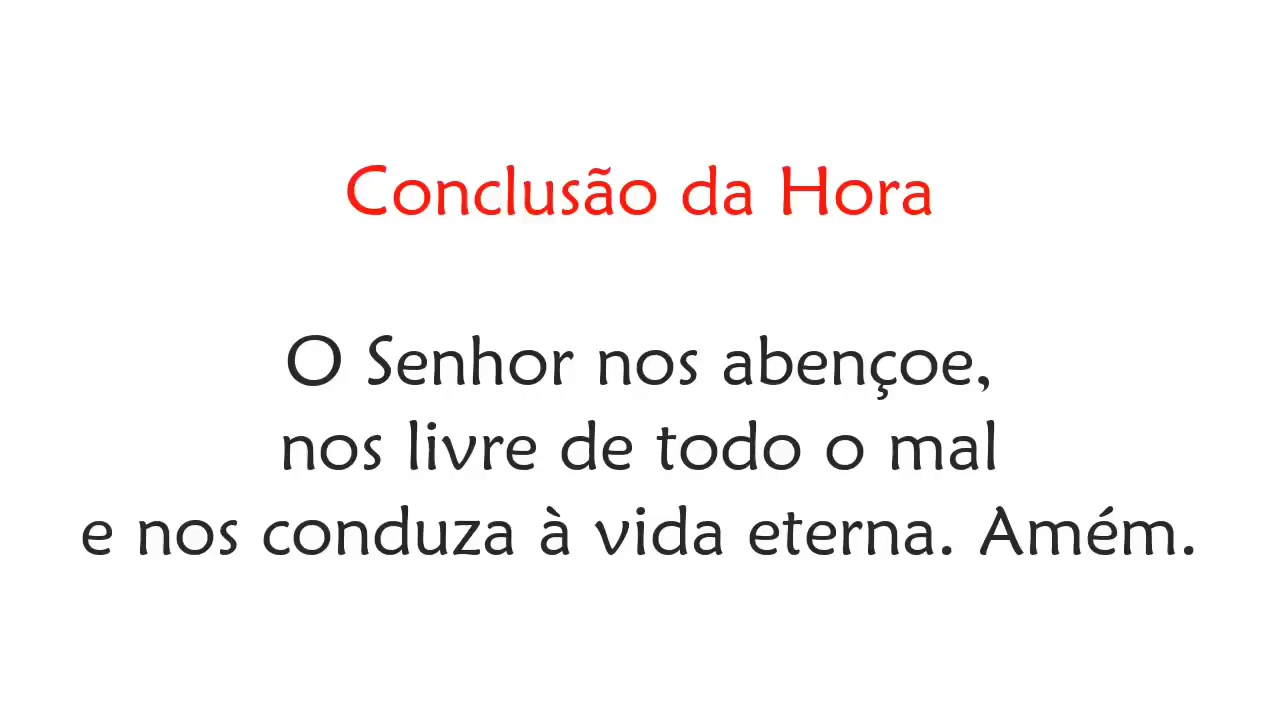 Conclusão da Hora
O Senhor nos abençoe,
nos livre de todo o mal
e nos conduza à vida eterna. Amém.